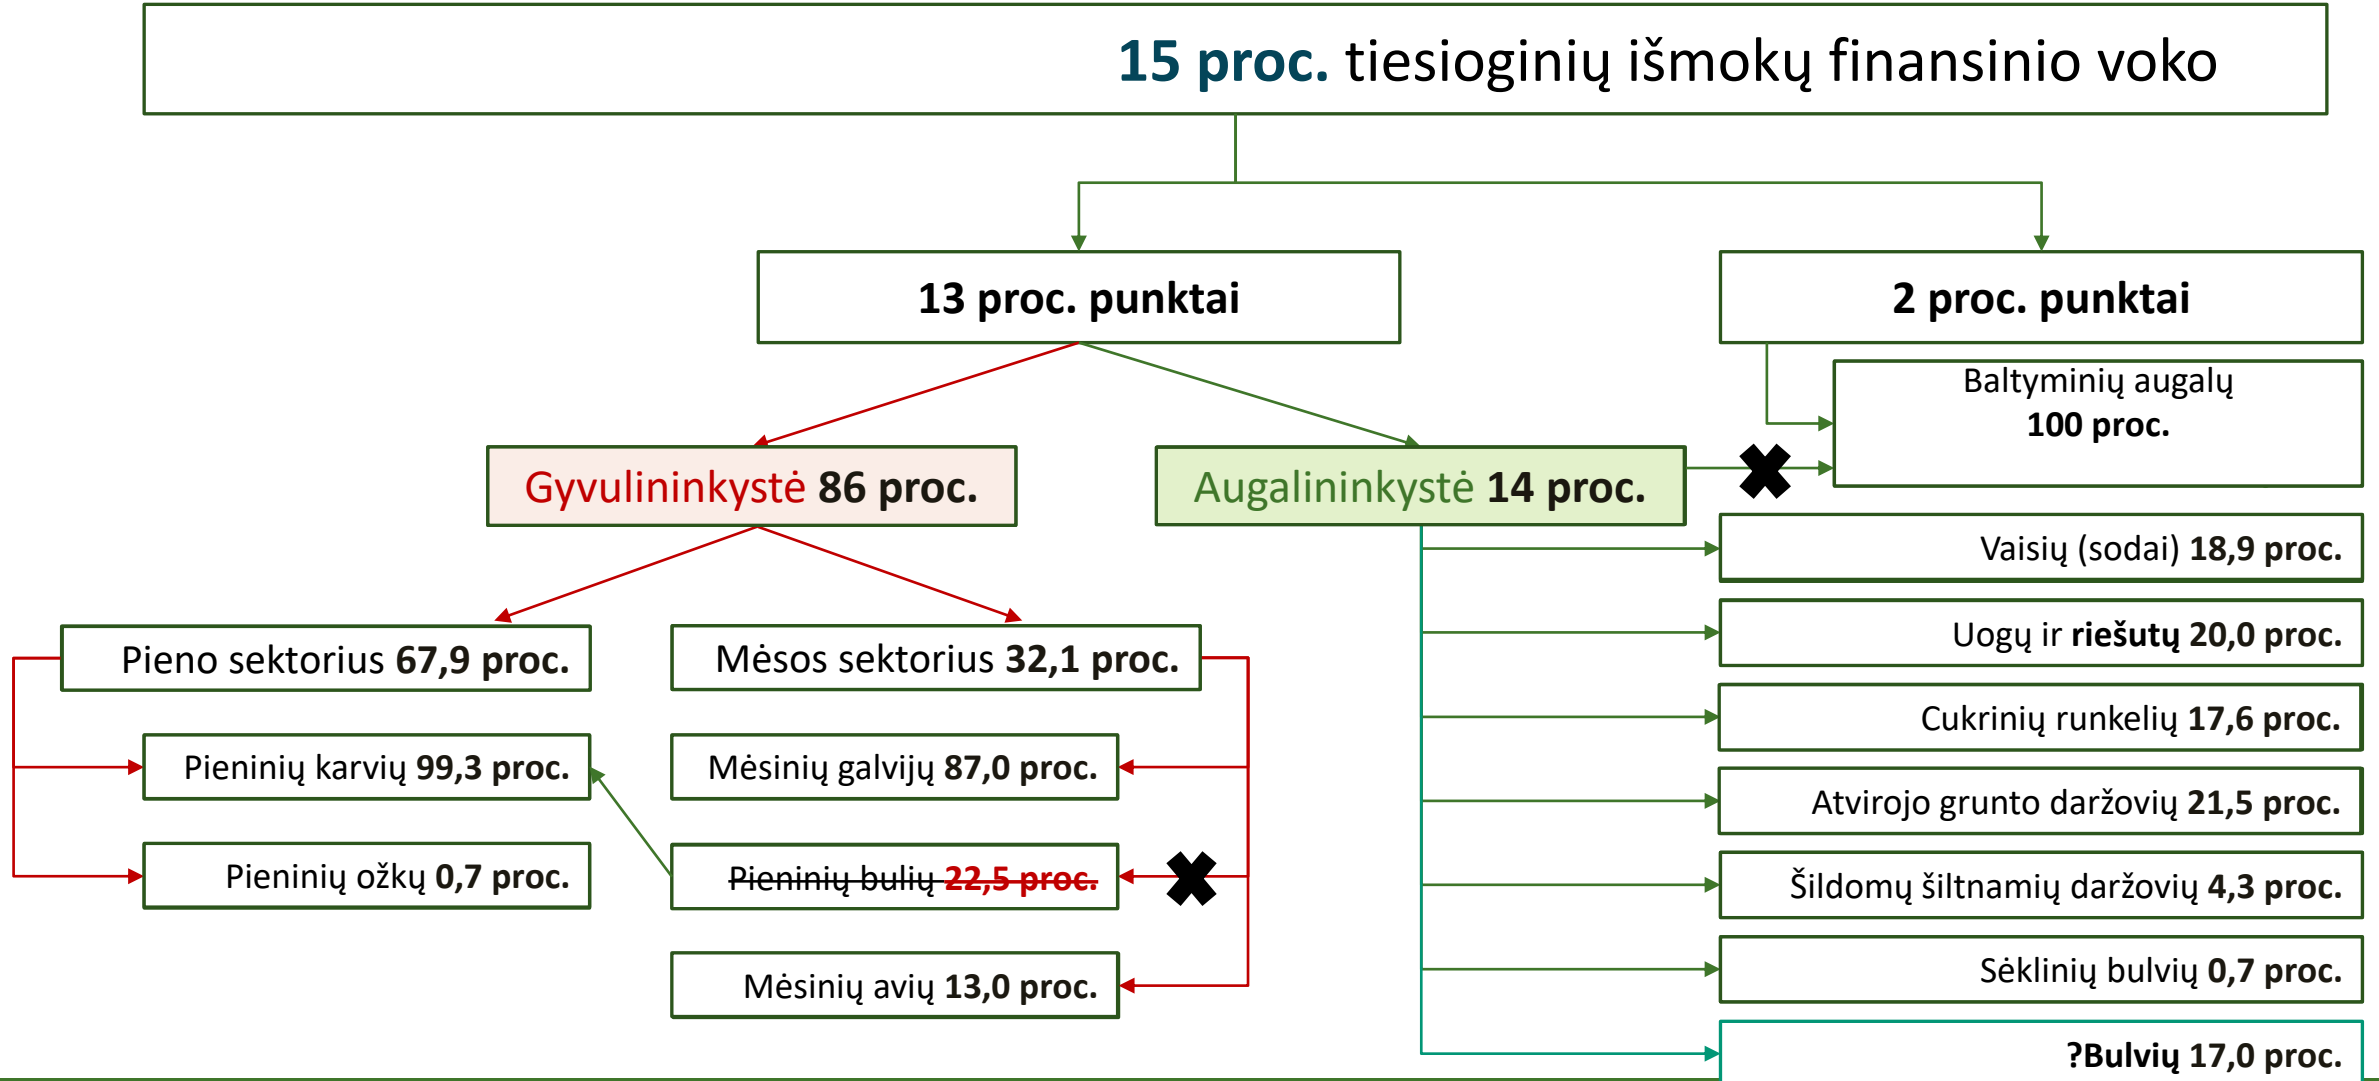 15 proc. tiesioginių išmokų finansinio voko
13 proc. punktai
2 proc. punktai
Baltyminių augalų
100 proc.
Gyvulininkystė 86 proc.
Augalininkystė 14 proc.
Vaisių (sodai) 18,9 proc.
Uogų ir riešutų 20,0 proc.
Pieno sektorius 67,9 proc.
Mėsos sektorius 32,1 proc.
Cukrinių runkelių 17,6 proc.
Pieninių karvių 99,3 proc.
Mėsinių galvijų 87,0 proc.
Atvirojo grunto daržovių 21,5 proc.
Pieninių ožkų 0,7 proc.
Pieninių bulių 22,5 proc.
Šildomų šiltnamių daržovių 4,3 proc.
Mėsinių avių 13,0 proc.
Sėklinių bulvių 0,7 proc.
?Bulvių 17,0 proc.